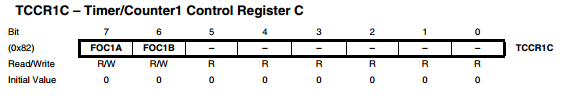 TCCR1C – Timer/Counter1 Control Register C
Bit 7 6 5 4 3 2 1 0
(0x82) FOC1A FOC1B – – – – – – TCCR1C
Read/Write R/W R/W R R R R R R
Initial Value 0 0 0 0 0 0 0 0